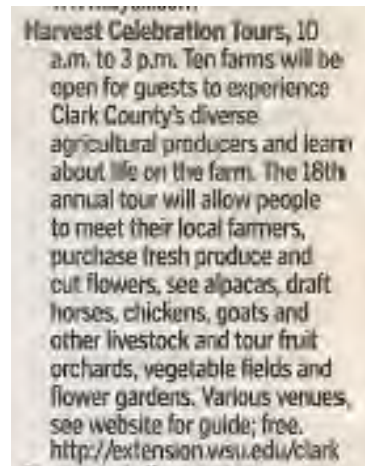 Harvest Celebration Tours, 10
a.m. to 3 p.m. Ten farms will be
open for guests to experience
Clark County's diverse
agricultural producers and learn
about life on the farm. The 18th
annual tour will allow people
to meet their local farmers,
purchase fresh produce and
cut flowers, see alpacas, draft
horses, chickens, goats and
other livestock and tour fruit
orchards, vegetable fields and
flower gardens. Various venues,
see website for guide; free.
http://extension.wsu.edu/clark